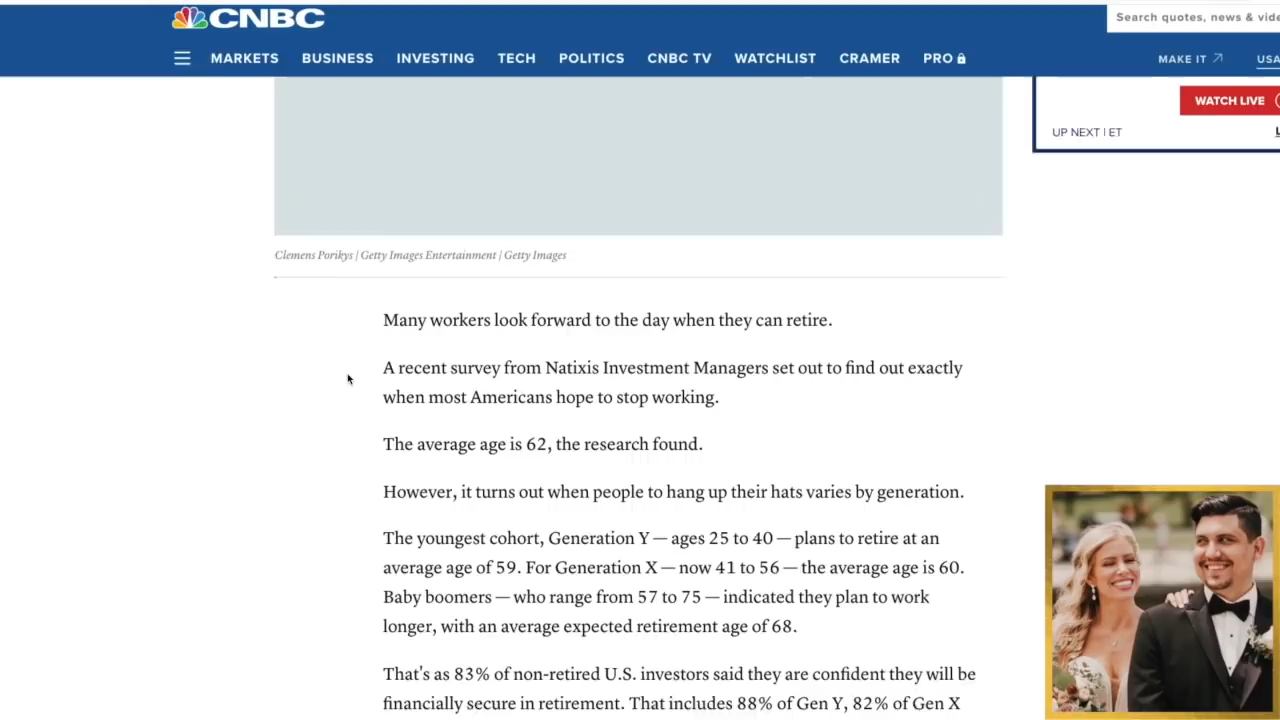 CNBC
Search quotes, news & vide
MARKETS BUSINESS INVESTING TECH POLITICS CNBC TV WATCHLIST CRAMER PRO
MAKE IT USA
WATCH LIVE
UP NEXT | ET
L
Clemens Porikys | Getty Images Entertainment | Getty Images
Many workers look forward to the day when they can retire.
A recent survey from Natixis Investment Managers set out to find out exactly
when most Americans hope to stop working.
The average age is 62, the research found.
However, it turns out when people to hang up their hats varies by generation.
The youngest cohort, Generation Y — ages 25 to 40 — plans to retire at an
average age of 59. For Generation X — now 41 to 56 — the average age is 60.
Baby boomers — who range from 57 to 75 — indicated they plan to work
longer, with an average expected retirement age of 68.
That's as 83% of non-retired U.S. investors said they are confident they will be
financially secure in retirement. That includes 88% of Gen Y, 82% of Gen X